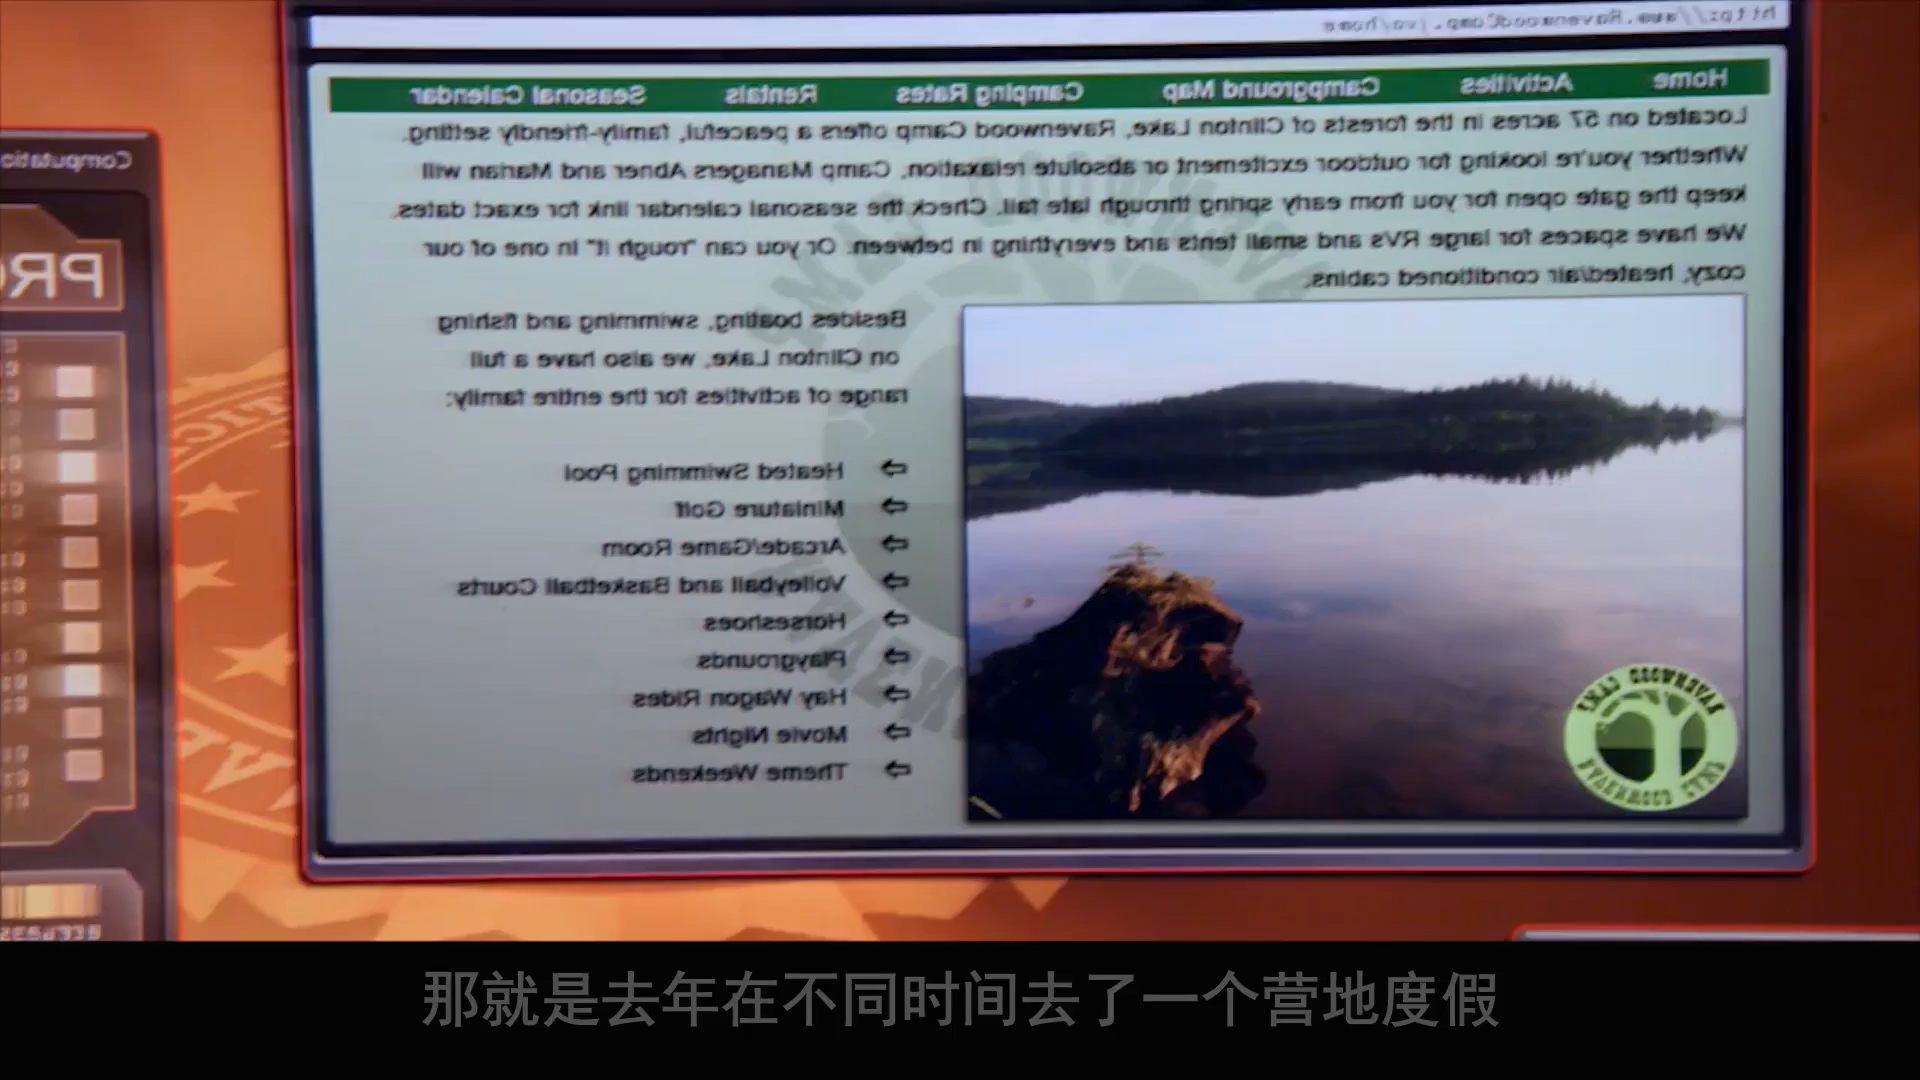 http://www.RavenwoodCamp.jvo/home
Home Activities Campground Map Camping Rates Rentals Seasonal Calendar
Located on 57 acres in the forests of Clinton Lake, Ravenwood Camp offers a peaceful, family-friendly setting.
Whether you're looking for outdoor excitement or absolute relaxation, Camp Managers Abner and Marian will
keep the gate open for you from early spring through late fall. Check the seasonal calendar link for exact dates.
We have spaces for large RVs and small tents and everything in between. Or you can "rough it" in one of our
cozy, heated/air conditioned cabins.
Besides boating, swimming and fishing
on Clinton Lake, we also have a full
range of activities for the entire family:
Heated Swimming Pool
Miniature Golf
Arcade/Game Room
Volleyball and Basketball Courts
Horseshoes
Playgrounds
Hay Wagon Rides
Movie Nights
Theme Weekends
RAVENWOOD CAMP
RAVENWOOD CAMP
那就是去年在不同时间去了一个营地度假